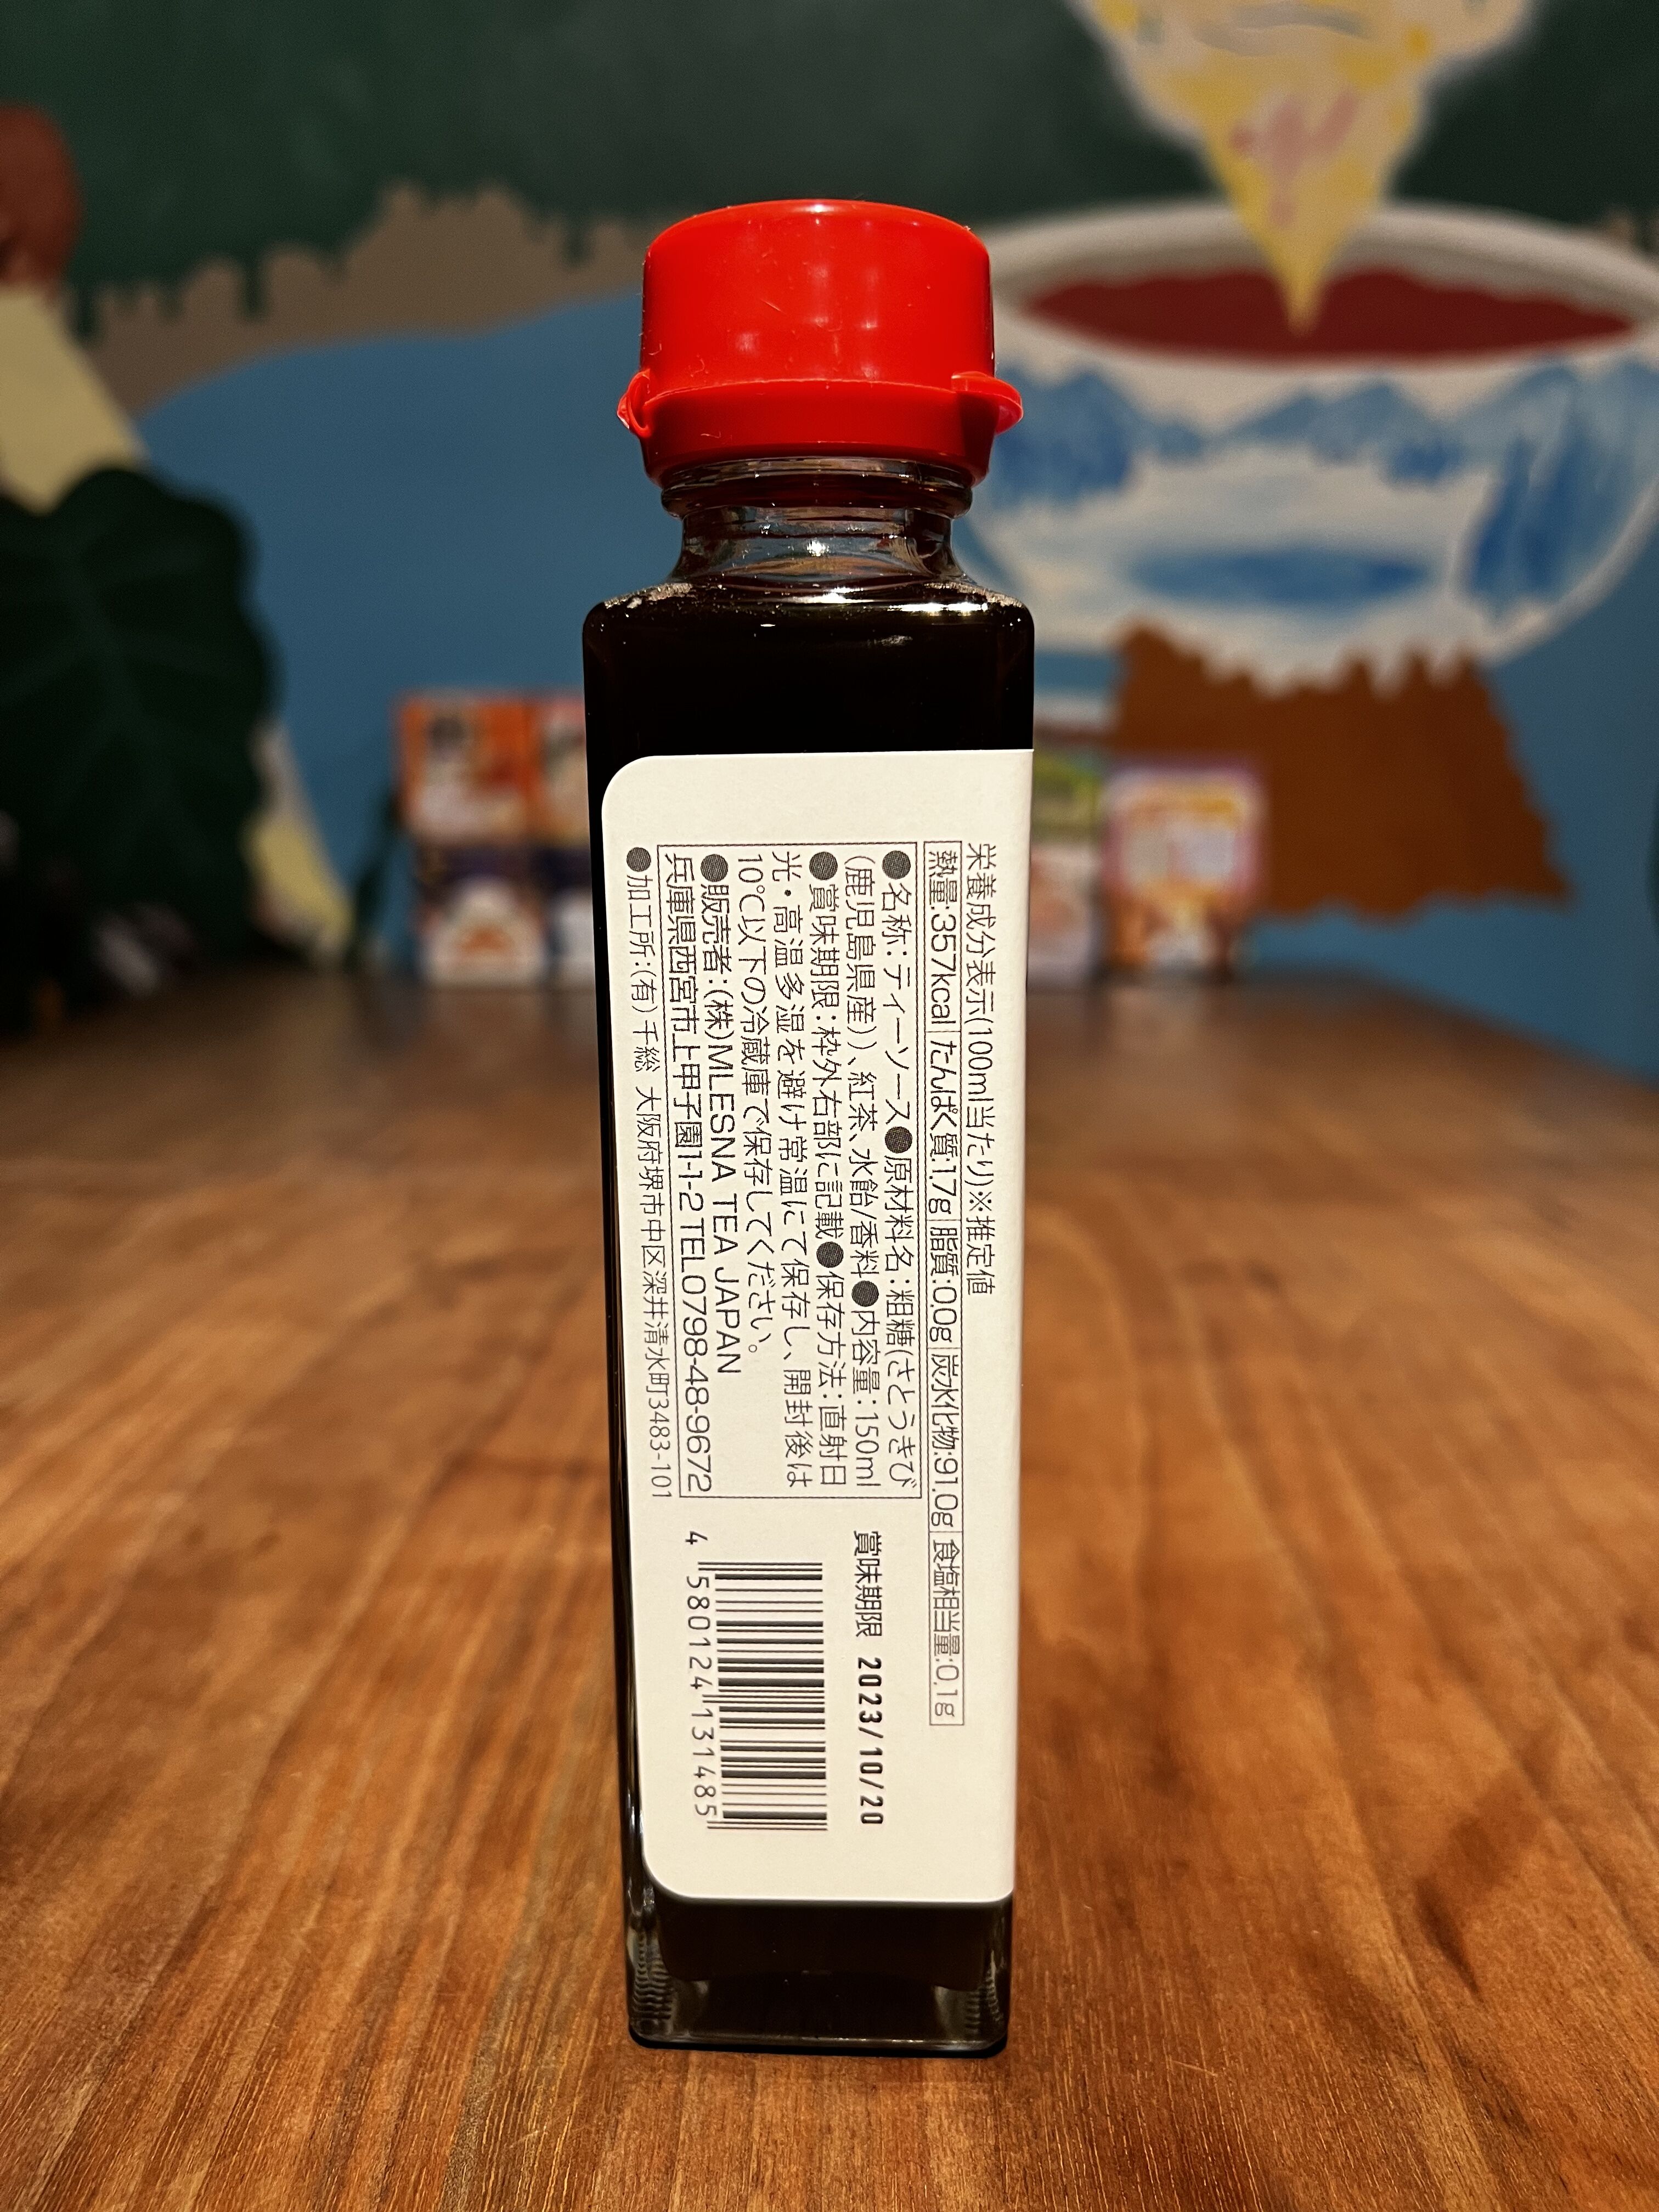 栄養成分表示(100ml当たり)※推定値
熱量:357kcal たんぱく質:1.7g 脂質:0.0g 炭水化物:91.0g 食塩相当量:0.1g
●名称:ティーソース●原材料名:粗糖(さとうきび
(鹿児島県産))、紅茶、水飴/香料●内容量:150ml
●賞味期限:枠外右部に記載●保存方法:直射日
光・高温多湿を避け常温にて保存し、開封後は
10℃以下の冷蔵庫で保存してください。
●販売者:(株)MLESNA TEA JAPAN
兵庫県西宮市上甲子園1-1-2 TEL0798-48-9672
●加工所:(有)千総 大阪府堺市中区深井清水町3483-101
賞味期限 2023/10/20
4 580124 131485